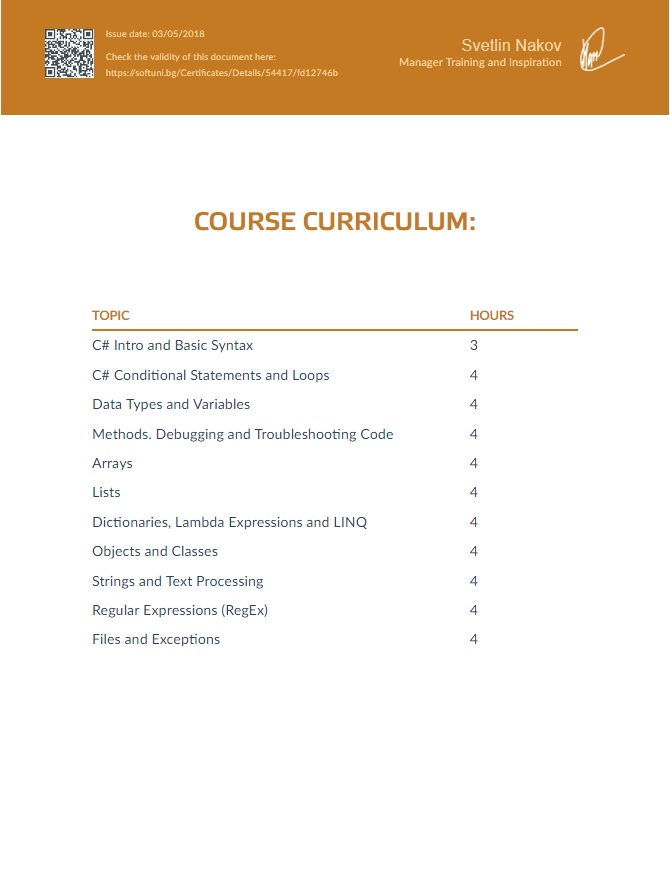 Issue date: 03/05/2018
Check the validity of this document here:
https://softuni.bg/Certificates/Details/54417/fd12746b
Svetlin Nakov
Manager Training and Inspiration
COURSE CURRICULUM:
TOPIC HOURS
C# Intro and Basic Syntax 3
C# Conditional Statements and Loops 4
Data Types and Variables 4
Methods. Debugging and Troubleshooting Code 4
Arrays 4
Lists 4
Dictionaries, Lambda Expressions and LINQ 4
Objects and Classes 4
Strings and Text Processing 4
Regular Expressions (RegEx) 4
Files and Exceptions 4